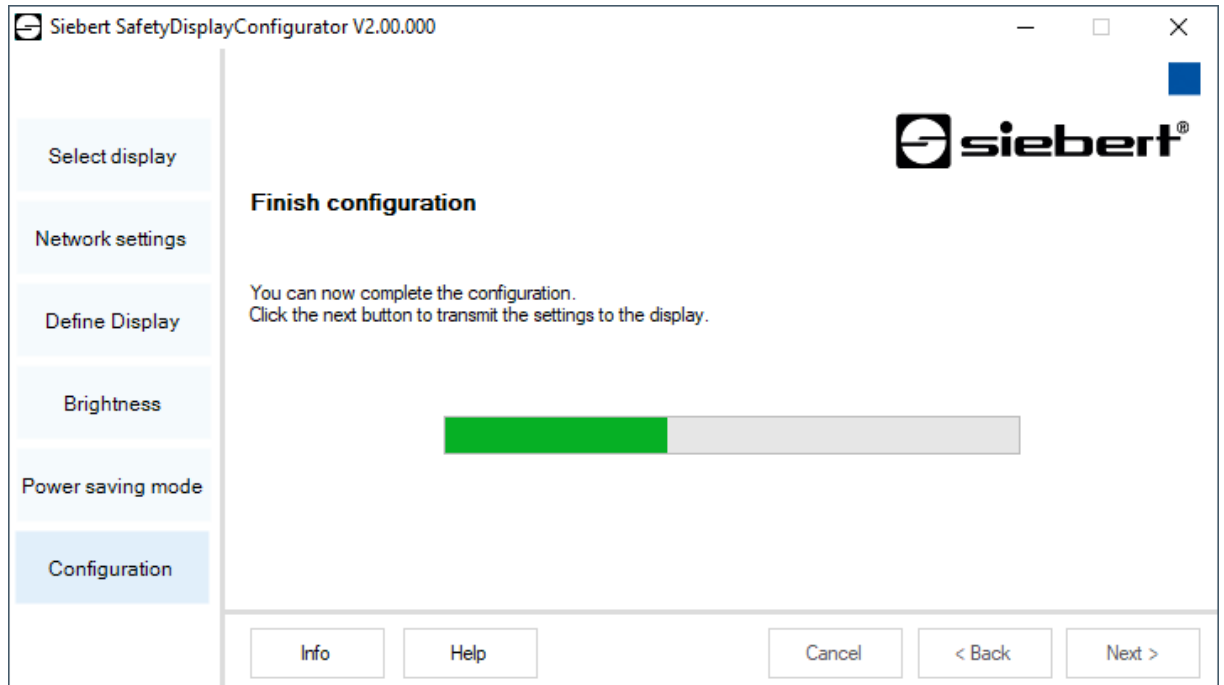 Siebert SafetyDisplayConfigurator V2.00.000
siebert®
Select display
Network settings
Define Display
Brightness
Power saving mode
Configuration
Finish configuration
You can now complete the configuration.
Click the next button to transmit the settings to the display.
Info
Help
Cancel
< Back
Next >